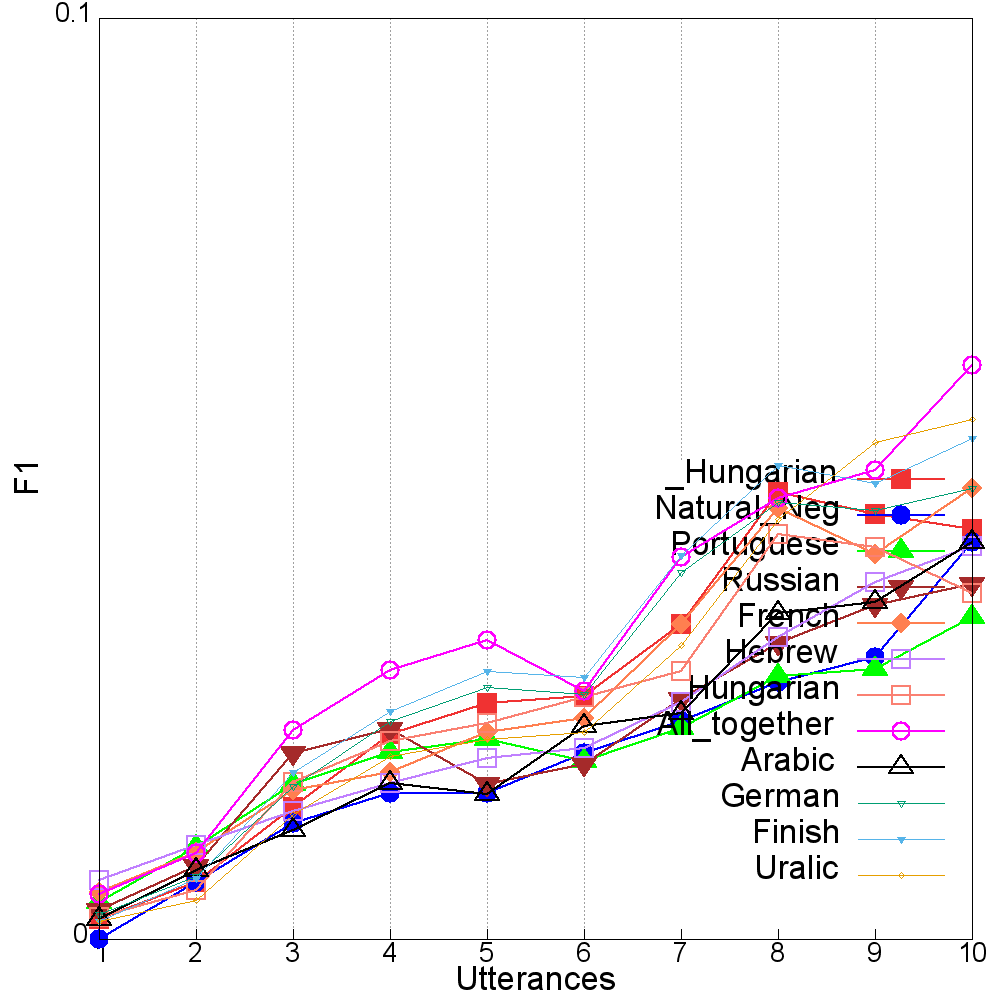 0.1
F1
_Hungarian
Natural_Neg
Portuguese
Russian
French
Hebrew
Hungarian
All_together
Arabic
German
Finish
Uralic
0
1 2 3 4 5 6 7 8 9 10
Utterances